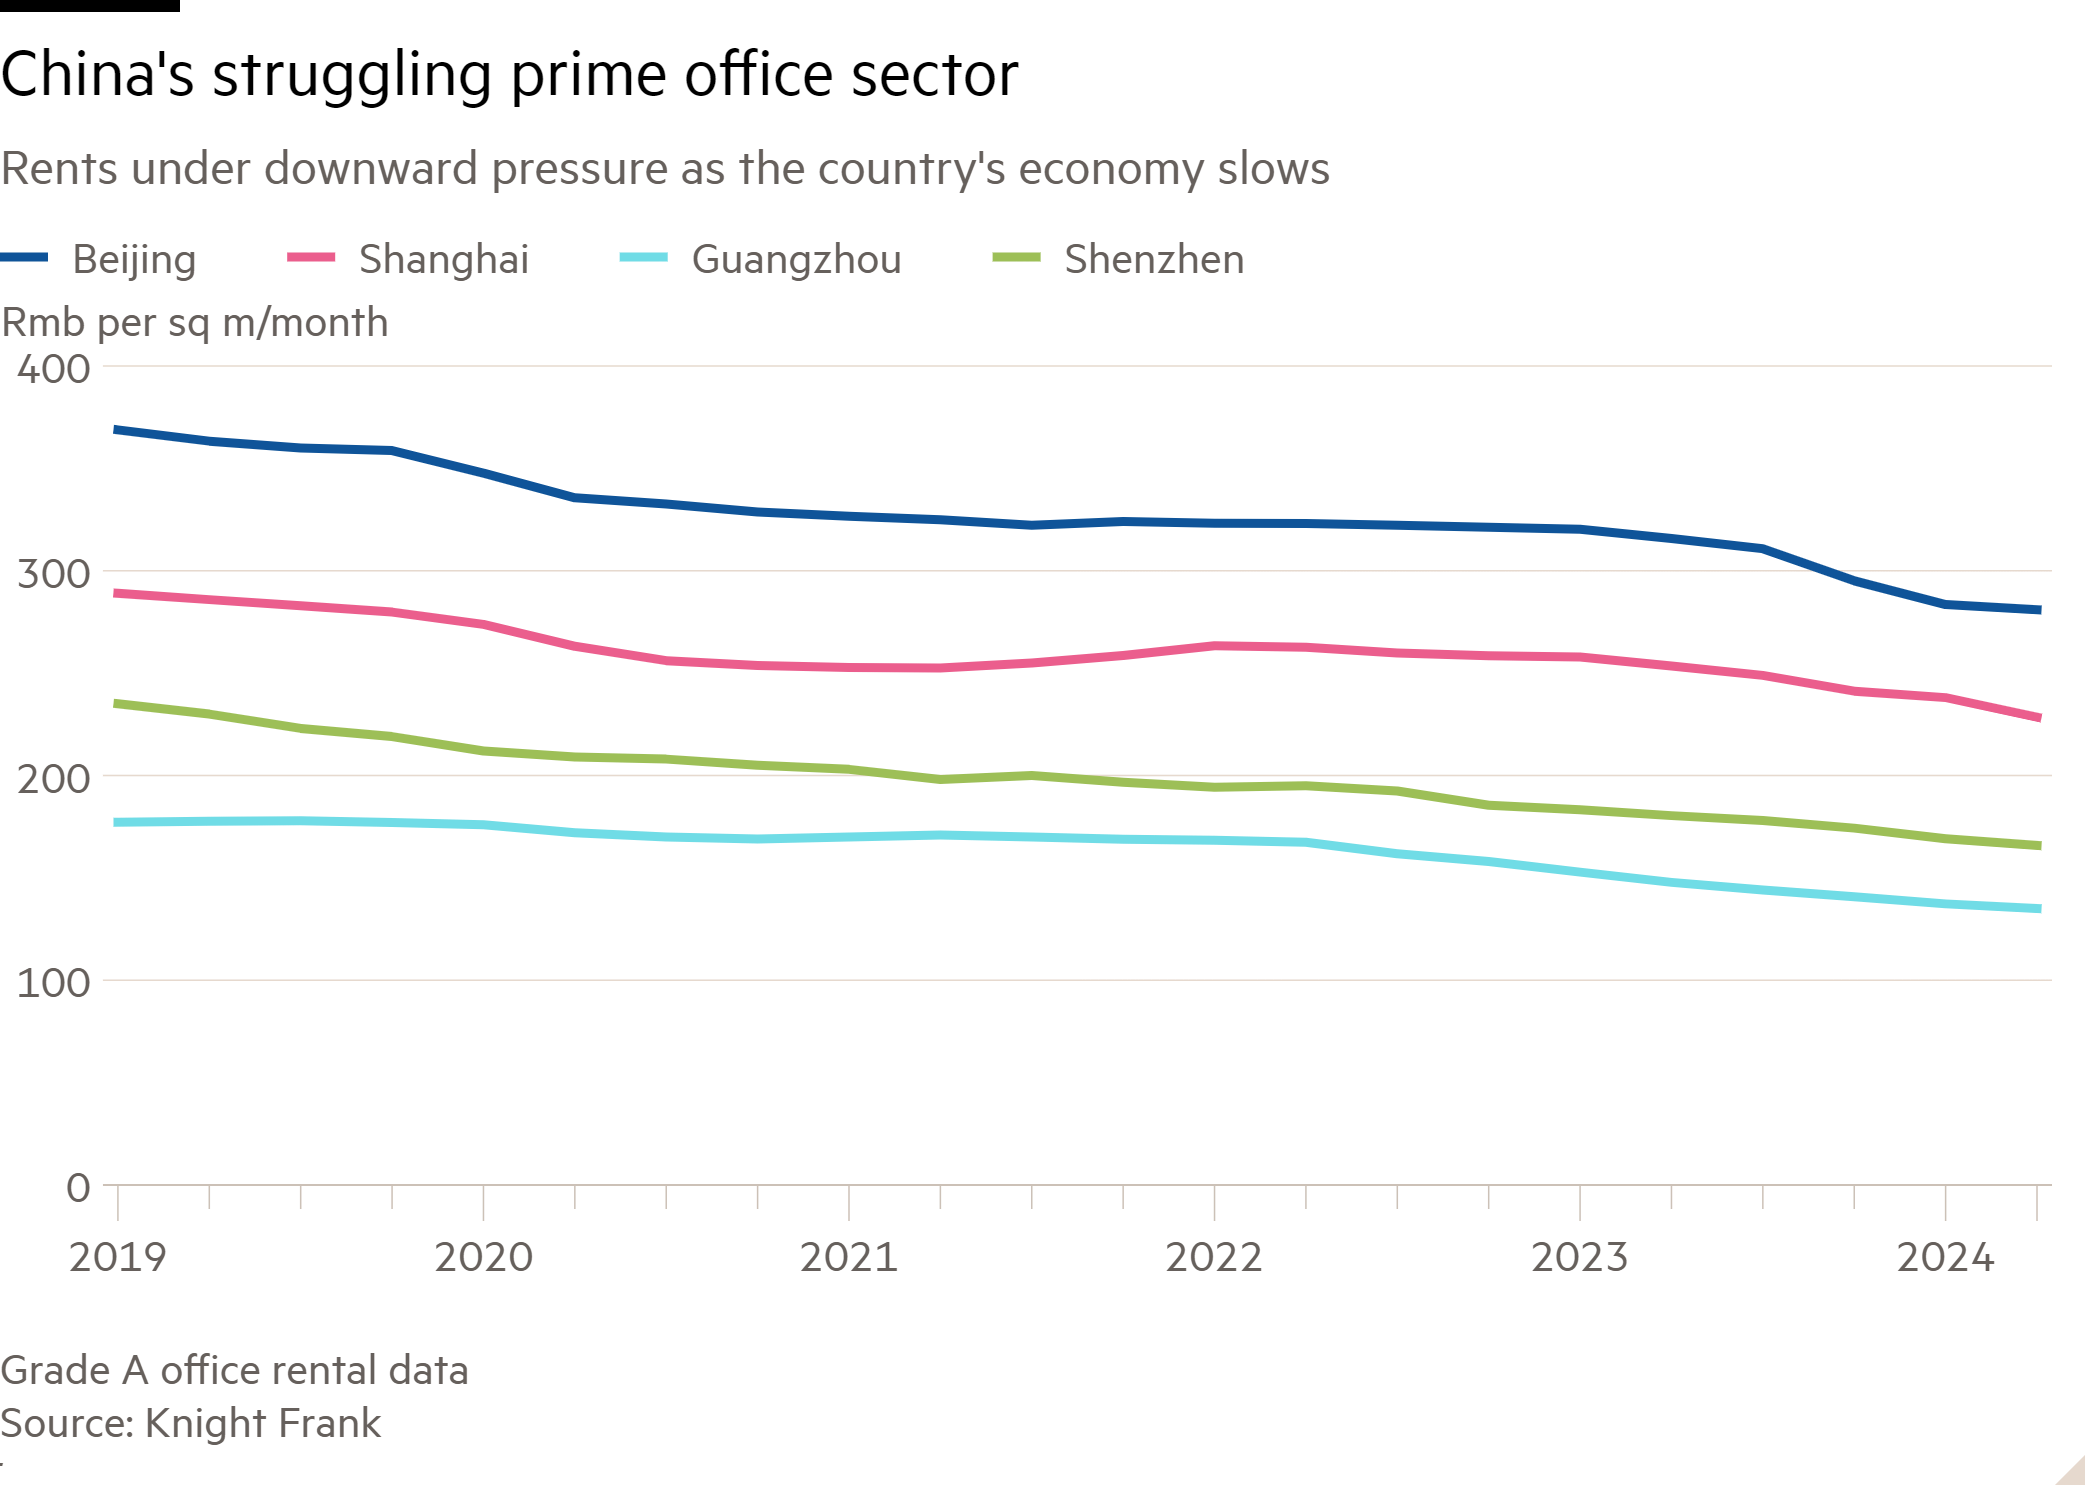 China's struggling prime office sector
Rents under downward pressure as the country's economy slows
Beijing Shanghai Guangzhou Shenzhen
Rmb per sq m/month
400
300
200
100
0
2019 2020 2021 2022 2023 2024
Grade A office rental data
Source: Knight Frank